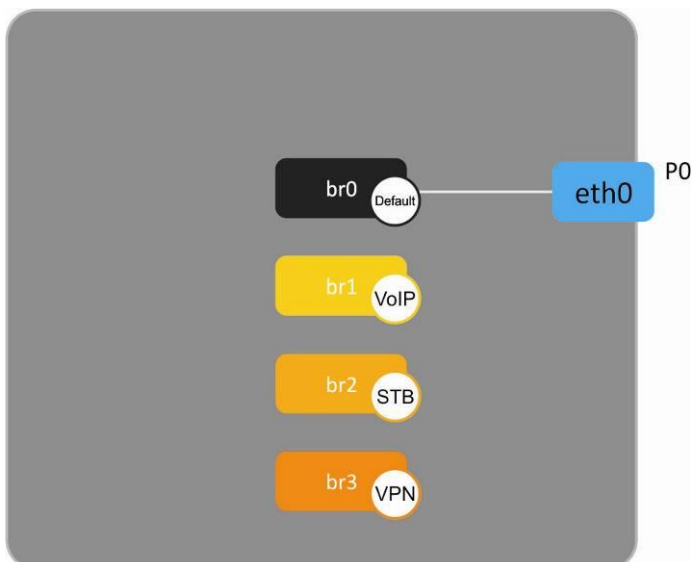 P0
br0
Default
eth0
br1
VoIP
br2
STB
br3
VPN